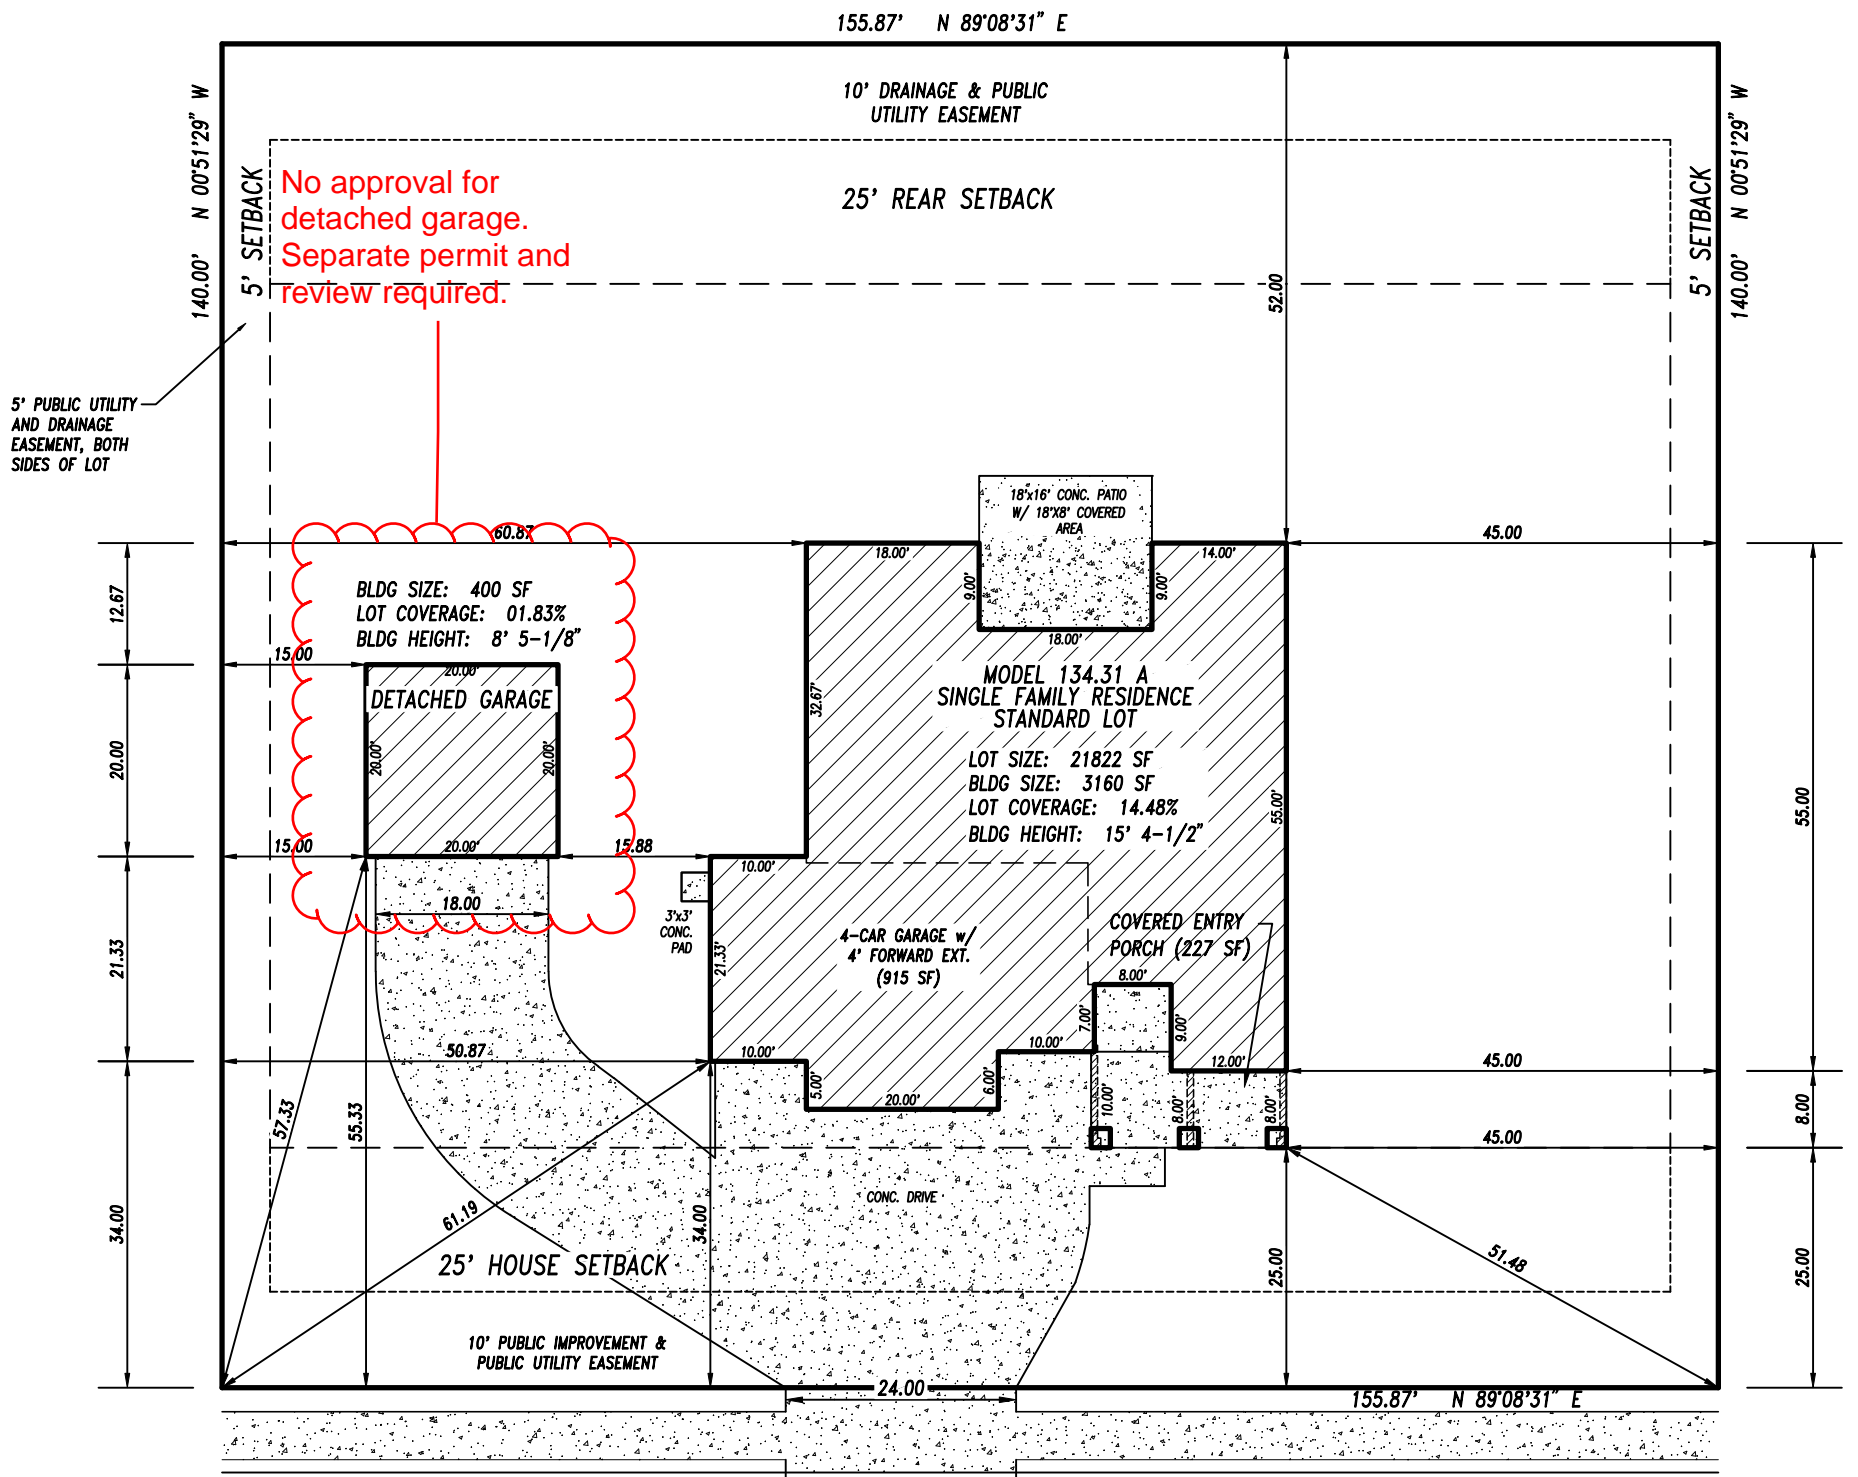 155.87' N 89°08'31" E
10' DRAINAGE & PUBLIC
UTILITY EASEMENT
140.00' N 00°51'29" W
5' SETBACK
No approval for
detached garage.
Separate permit and
review required.
25' REAR SETBACK
5' SETBACK
140.00' N 00°51'29" W
52.00
5' PUBLIC UTILITY
AND DRAINAGE
EASEMENT, BOTH
SIDES OF LOT
18'x16' CONC. PATIO
W/ 18'X8' COVERED
AREA
60.87
45.00
18.00'
14.00'
9.00'
9.00'
18.00'
12.67
BLDG SIZE: 400 SF
LOT COVERAGE: 01.83%
BLDG HEIGHT: 8' 5-1/8"
15.00
20.00'
DETACHED GARAGE
20.00'
20.00'
20.00'
20.00
32.67'
MODEL 134.31 A
SINGLE FAMILY RESIDENCE
STANDARD LOT
LOT SIZE: 21822 SF
BLDG SIZE: 3160 SF
LOT COVERAGE: 14.48%
BLDG HEIGHT: 15' 4-1/2"
55.00'
55.00
15.00
15.88
10.00'
18.00
3'x3'
CONC.
PAD
21.33
21.33'
4-CAR GARAGE w/
4' FORWARD EXT.
(915 SF)
COVERED ENTRY
PORCH (227 SF)
8.00'
7.00'
9.00'
50.87
10.00'
10.00'
12.00'
45.00
5.00'
20.00'
6.00'
10.00'
8.00'
8.00'
8.00
45.00
57.33
55.33
61.19
34.00
34.00
CONC. DRIVE
25' HOUSE SETBACK
25.00
51.48
25.00
10' PUBLIC IMPROVEMENT &
PUBLIC UTILITY EASEMENT
24.00
155.87' N 89°08'31" E